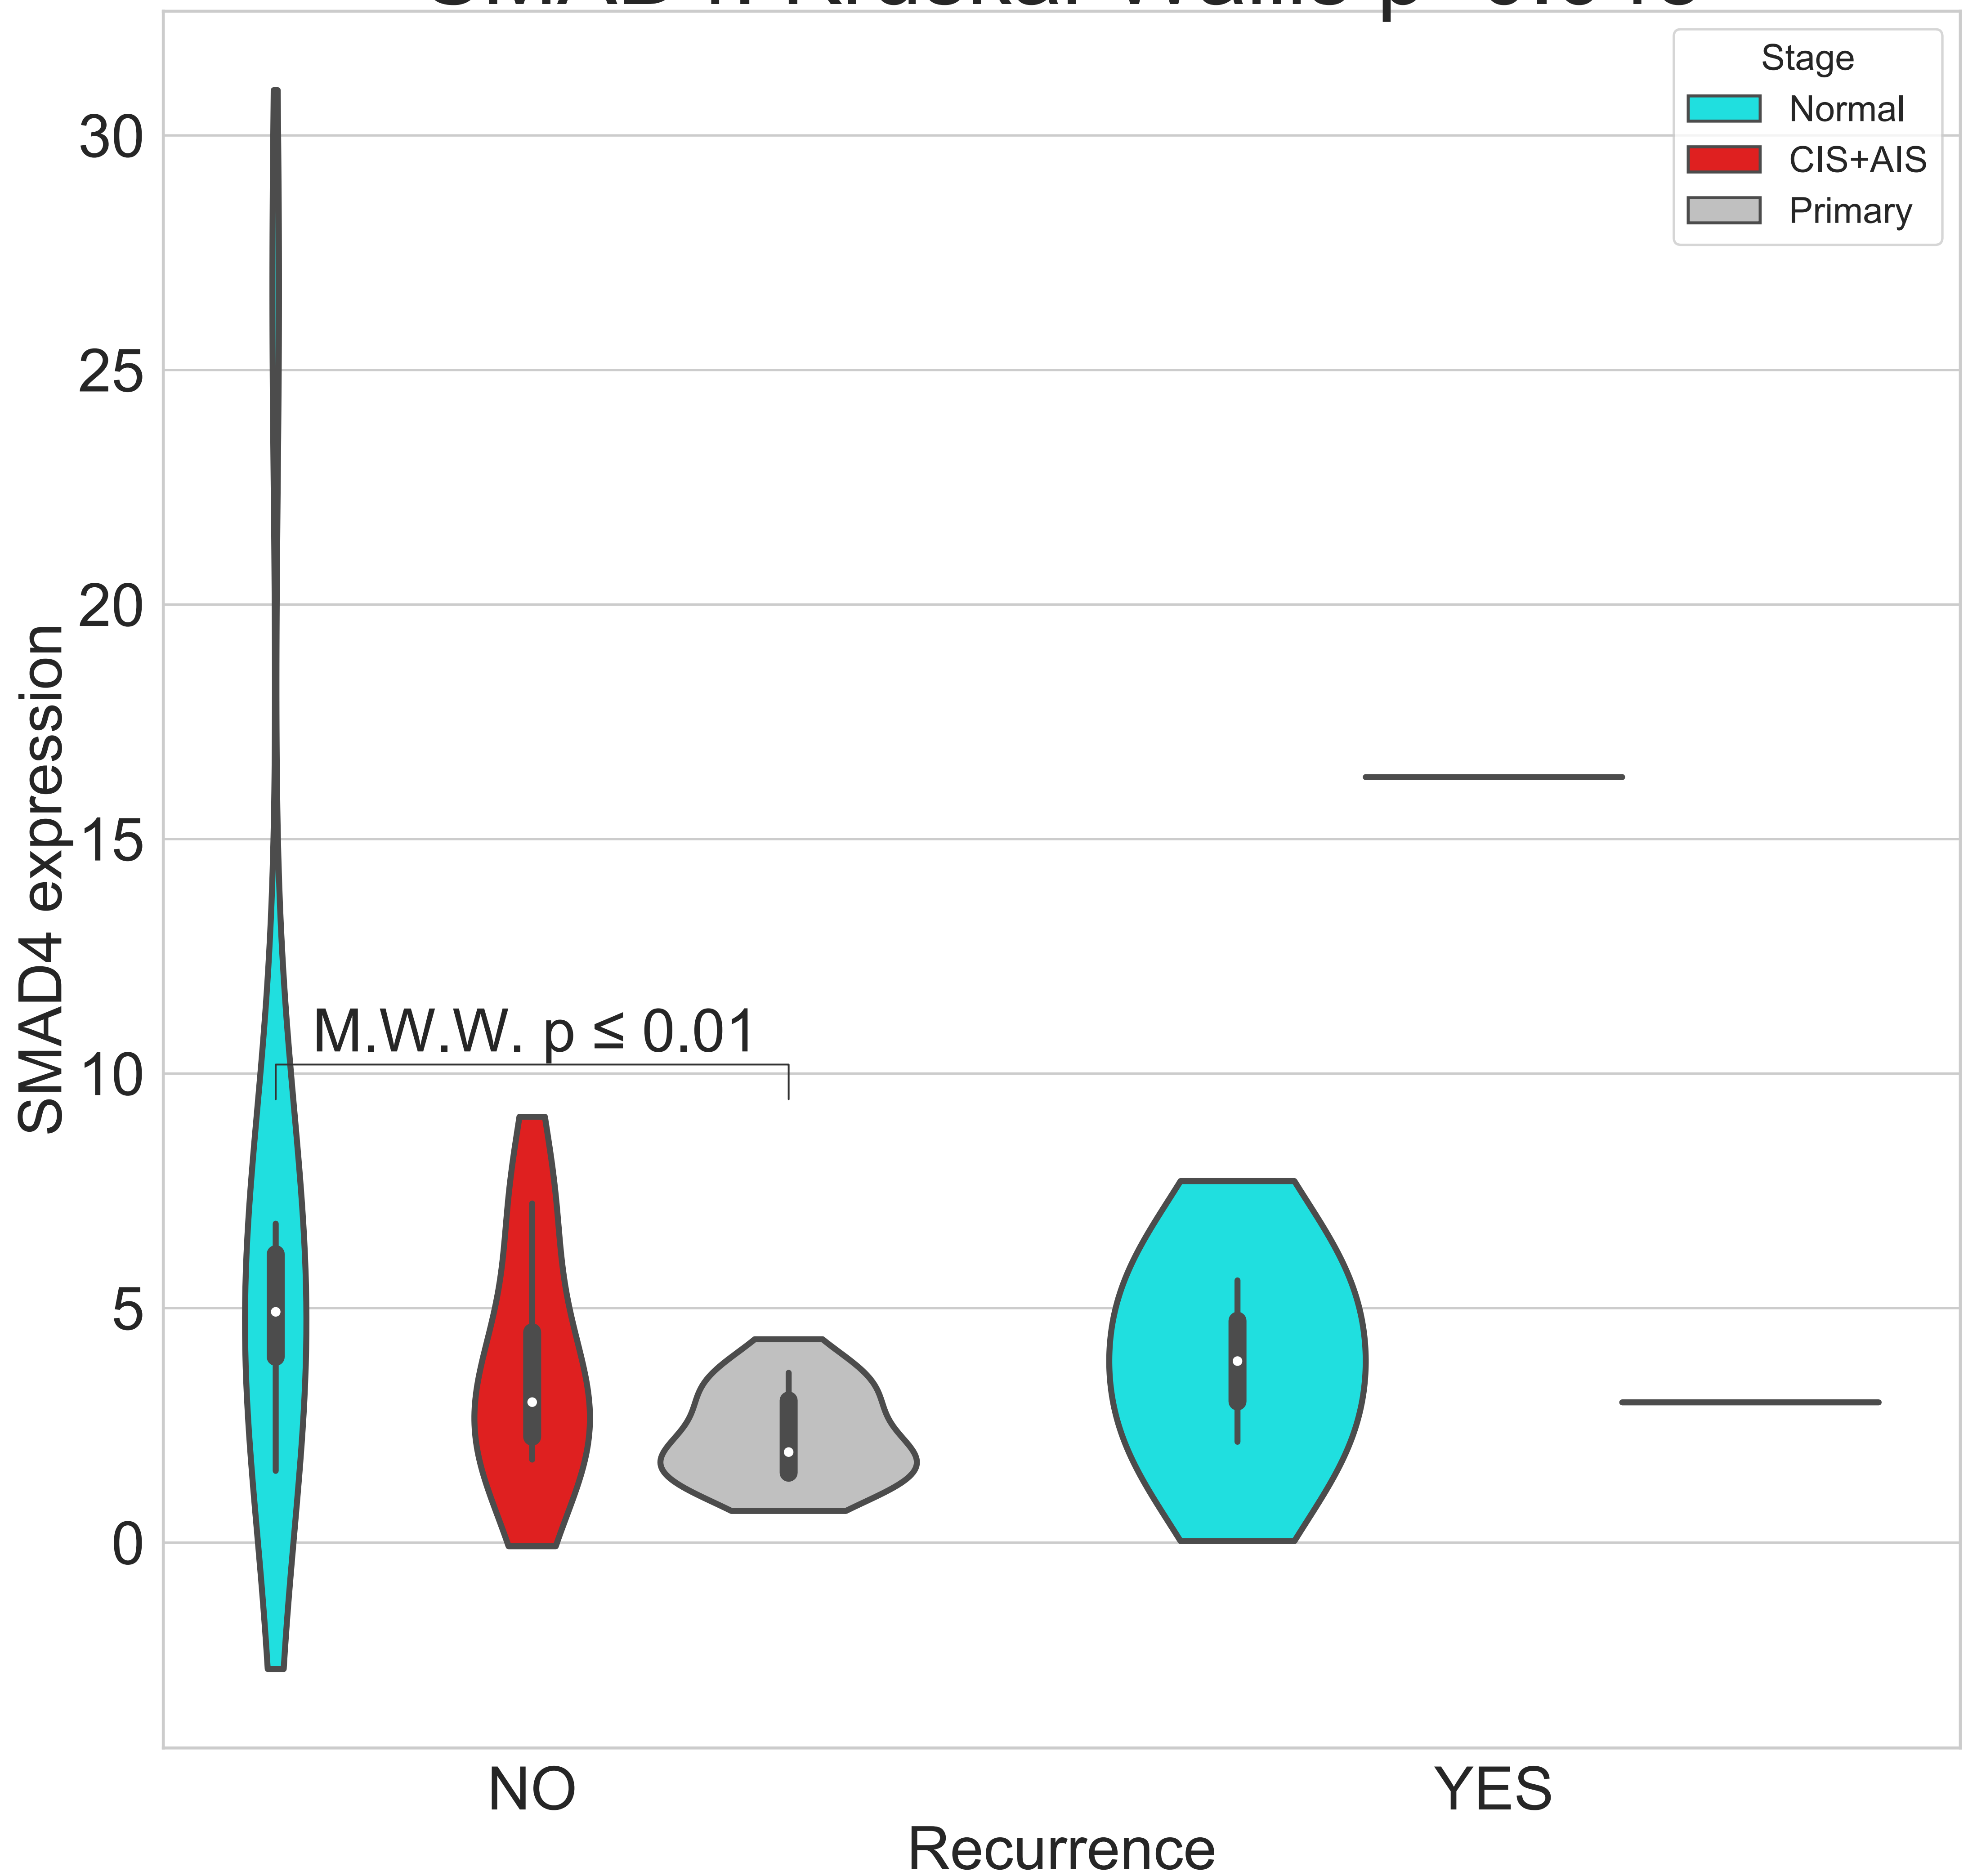 Stage
Normal
CIS+AIS
Primary
30
25
20
15
10
5
0
SMAD4 expression
M.W.W. p ≤ 0.01
NO
YES
Recurrence